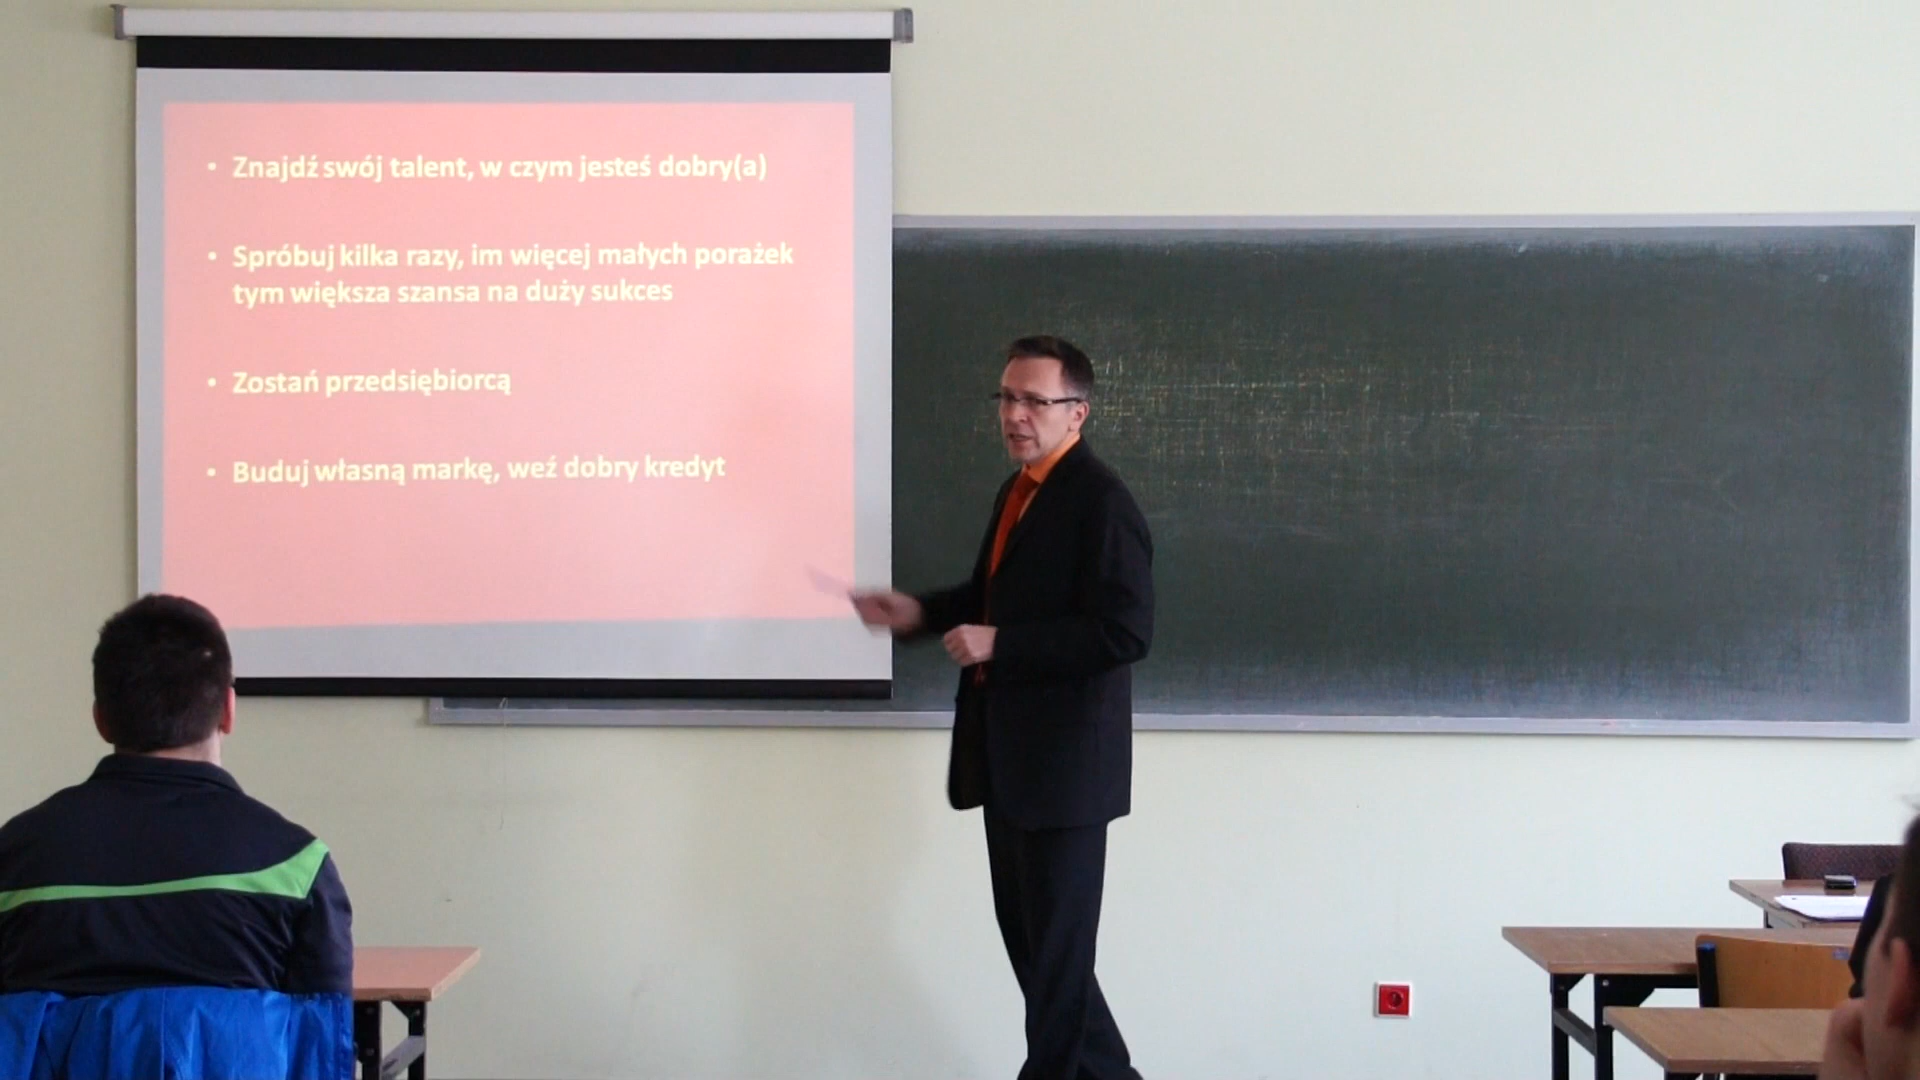 • Znajdź swój talent, w czym jesteś dobry(a)
• Spróbuj kilka razy, im więcej małych porażek
tym większa szansa na duży sukces
• Zostań przedsiębiorcą
• Buduj własną markę, weź dobry kredyt